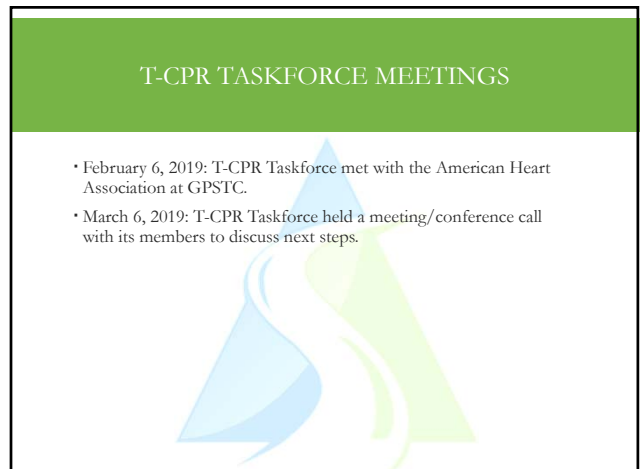 T-CPR TASKFORCE MEETINGS
• February 6, 2019: T-CPR Taskforce met with the American Heart
Association at GPSTC.
• March 6, 2019: T-CPR Taskforce held a meeting/conference call
with its members to discuss next steps.